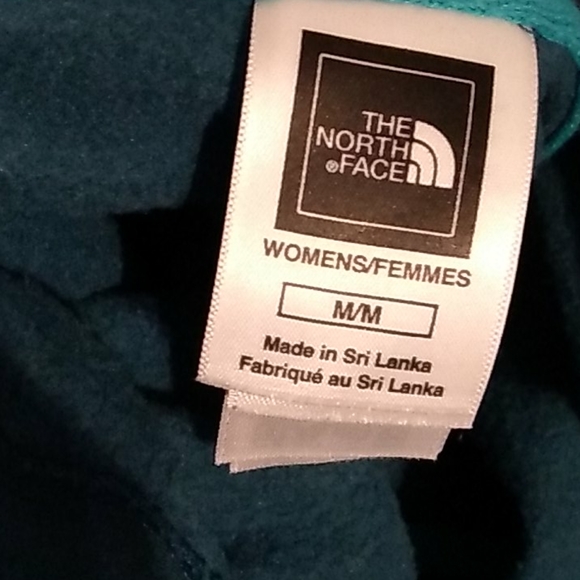 THE
NORTH
®FACE
WOMENS/FEMMES
M/M
Made in Sri Lanka
Fabriqué au Sri Lanka